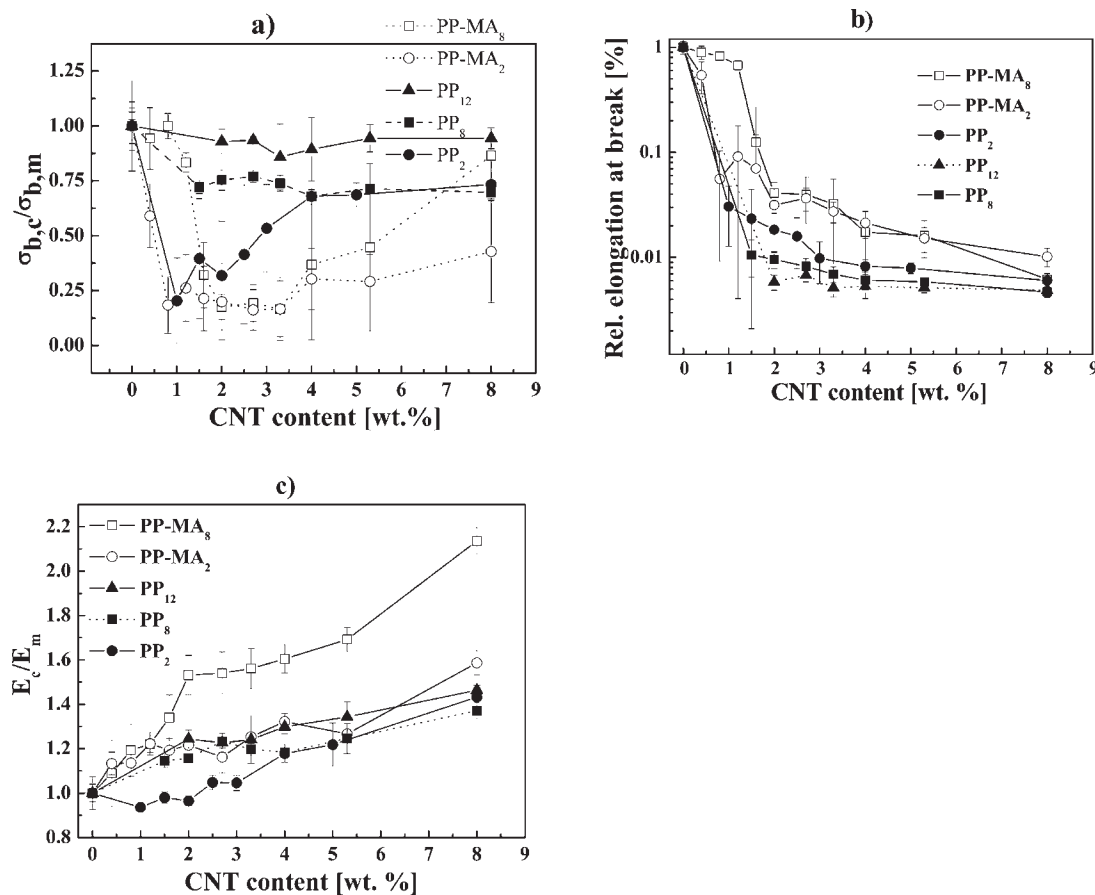 a)
PP-MA8
PP-MA2
PP12
PP8
PP2
1.25
1.00
0.75
0.50
0.25
0.00
σb,c/σb,m
0 1 2 3 4 5 6 7 8 9
CNT content [wt.%]
b)
1
0.1
0.01
Rel. elongation at break [%]
PP-MA8
PP-MA2
PP2
PP12
PP8
0 1 2 3 4 5 6 7 8 9
CNT content [wt. %]
c)
2.2
2.0
1.8
1.6
1.4
1.2
1.0
0.8
Ec/Em
PP-MA8
PP-MA2
PP12
PP8
PP2
0 1 2 3 4 5 6 7 8 9
CNT content [wt. %]